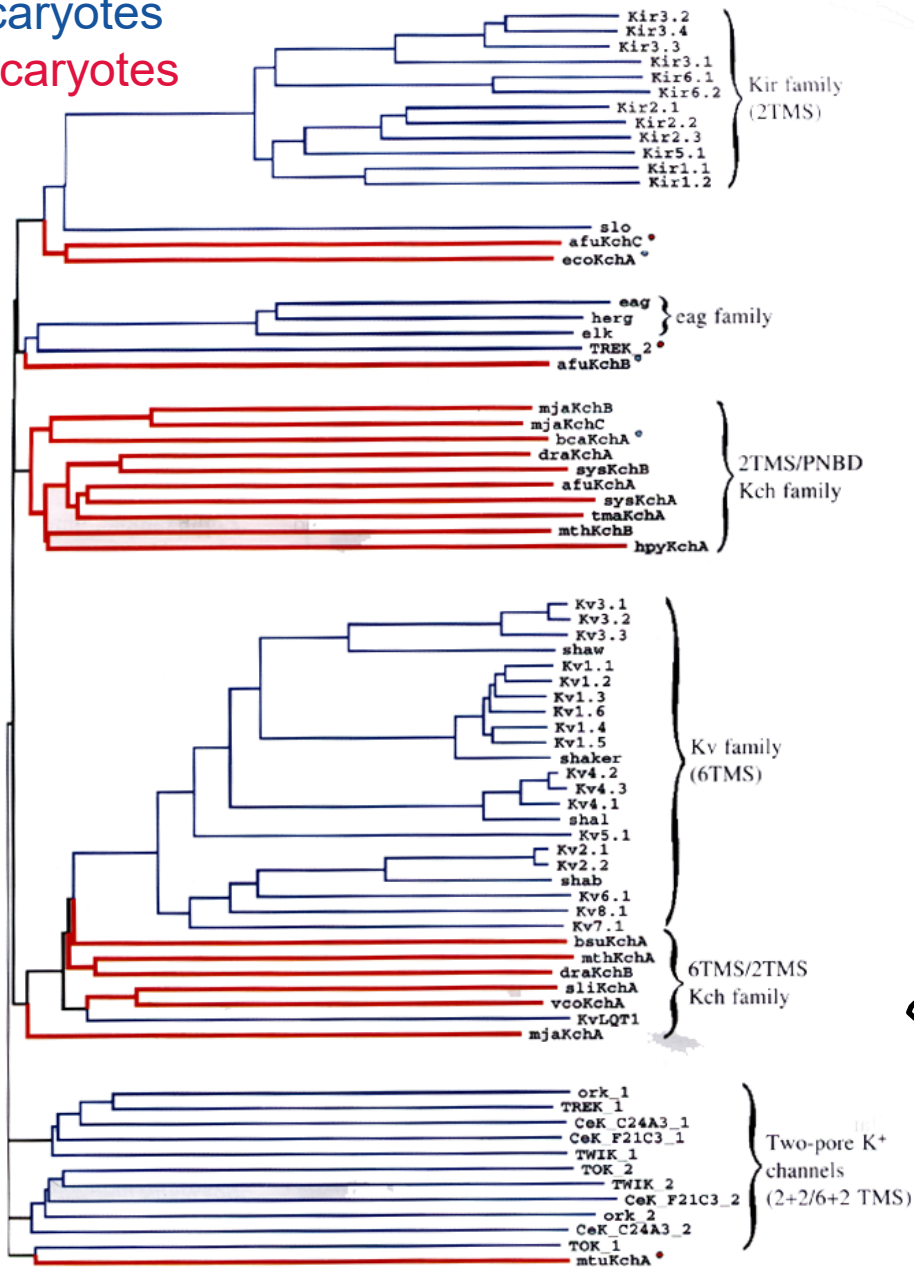 caryotes
caryotes
Kir3.2
Kir3.4
Kir3.3
Kir3.1
Kir6.1
Kir6.2
Kir2.1
Kir2.2
Kir2.3
Kir5.1
Kir1.1
Kir1.2
Kir family
(2TMS)
slo
afuKchC
ecoKchA
eag
herg
elk
eag family
TREK_2
afuKchB
mjaKchB
mjaKchC
bcaKchA
draKchA
sysKchB
afuKchA
sysKchA
tmaKchA
mthKchB
hpyKchA
2TMS/PNBD
Kch family
Kv3.1
Kv3.2
Kv3.3
shaw
Kv1.1
Kv1.2
Kv1.3
Kv1.6
Kv1.4
Kv1.5
shaker
Kv4.2
Kv4.3
Kv4.1
shal
Kv5.1
Kv2.1
Kv2.2
shab
Kv6.1
Kv8.1
Kv7.1
Kv family
(6TMS)
bsuKchA
mthKchA
draKchB
sliKchA
vcoKchA
KvLQT1
mjaKchA
6TMS/2TMS
Kch family
ork_1
TREK_1
CeK_C24A3_1
CeK_F21C3_1
TWIK_1
TOK_2
TWIK_2
CeK_F21C3_2
ork_2
CeK_C24A3_2
TOK_1
mtuKchA
Two-pore K⁺
channels
(2+2/6+2 TMS)